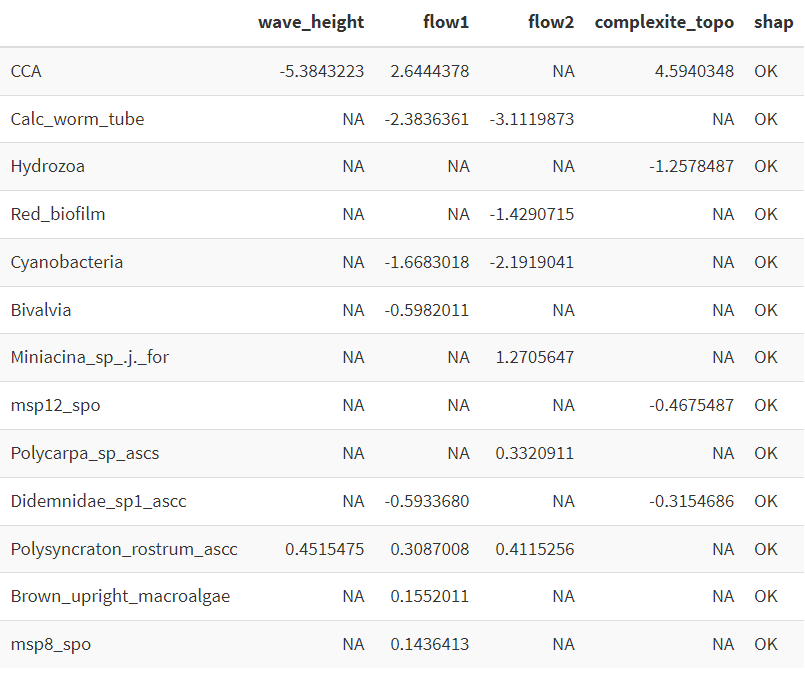 wave_height flow1 flow2 complexite_topo shap
CCA -5.3843223 2.6444378 NA 4.5940348 OK
Calc_worm_tube NA -2.3836361 -3.1119873 NA OK
Hydrozoa NA NA NA -1.2578487 OK
Red_biofilm NA NA -1.4290715 NA OK
Cyanobacteria NA -1.6683018 -2.1919041 NA OK
Bivalvia NA -0.5982011 NA NA OK
Miniacina_sp_.j._for NA NA 1.2705647 NA OK
msp12_spo NA NA NA -0.4675487 OK
Polycarpa_sp_ascs NA NA 0.3320911 NA OK
Didemnidae_sp1_ascc NA -0.5933680 NA -0.3154686 OK
Polysyncraton_rostrum_ascc 0.4515475 0.3087008 0.4115256 NA OK
Brown_upright_macroalgae NA 0.1552011 NA NA OK
msp8_spo NA 0.1436413 NA NA OK